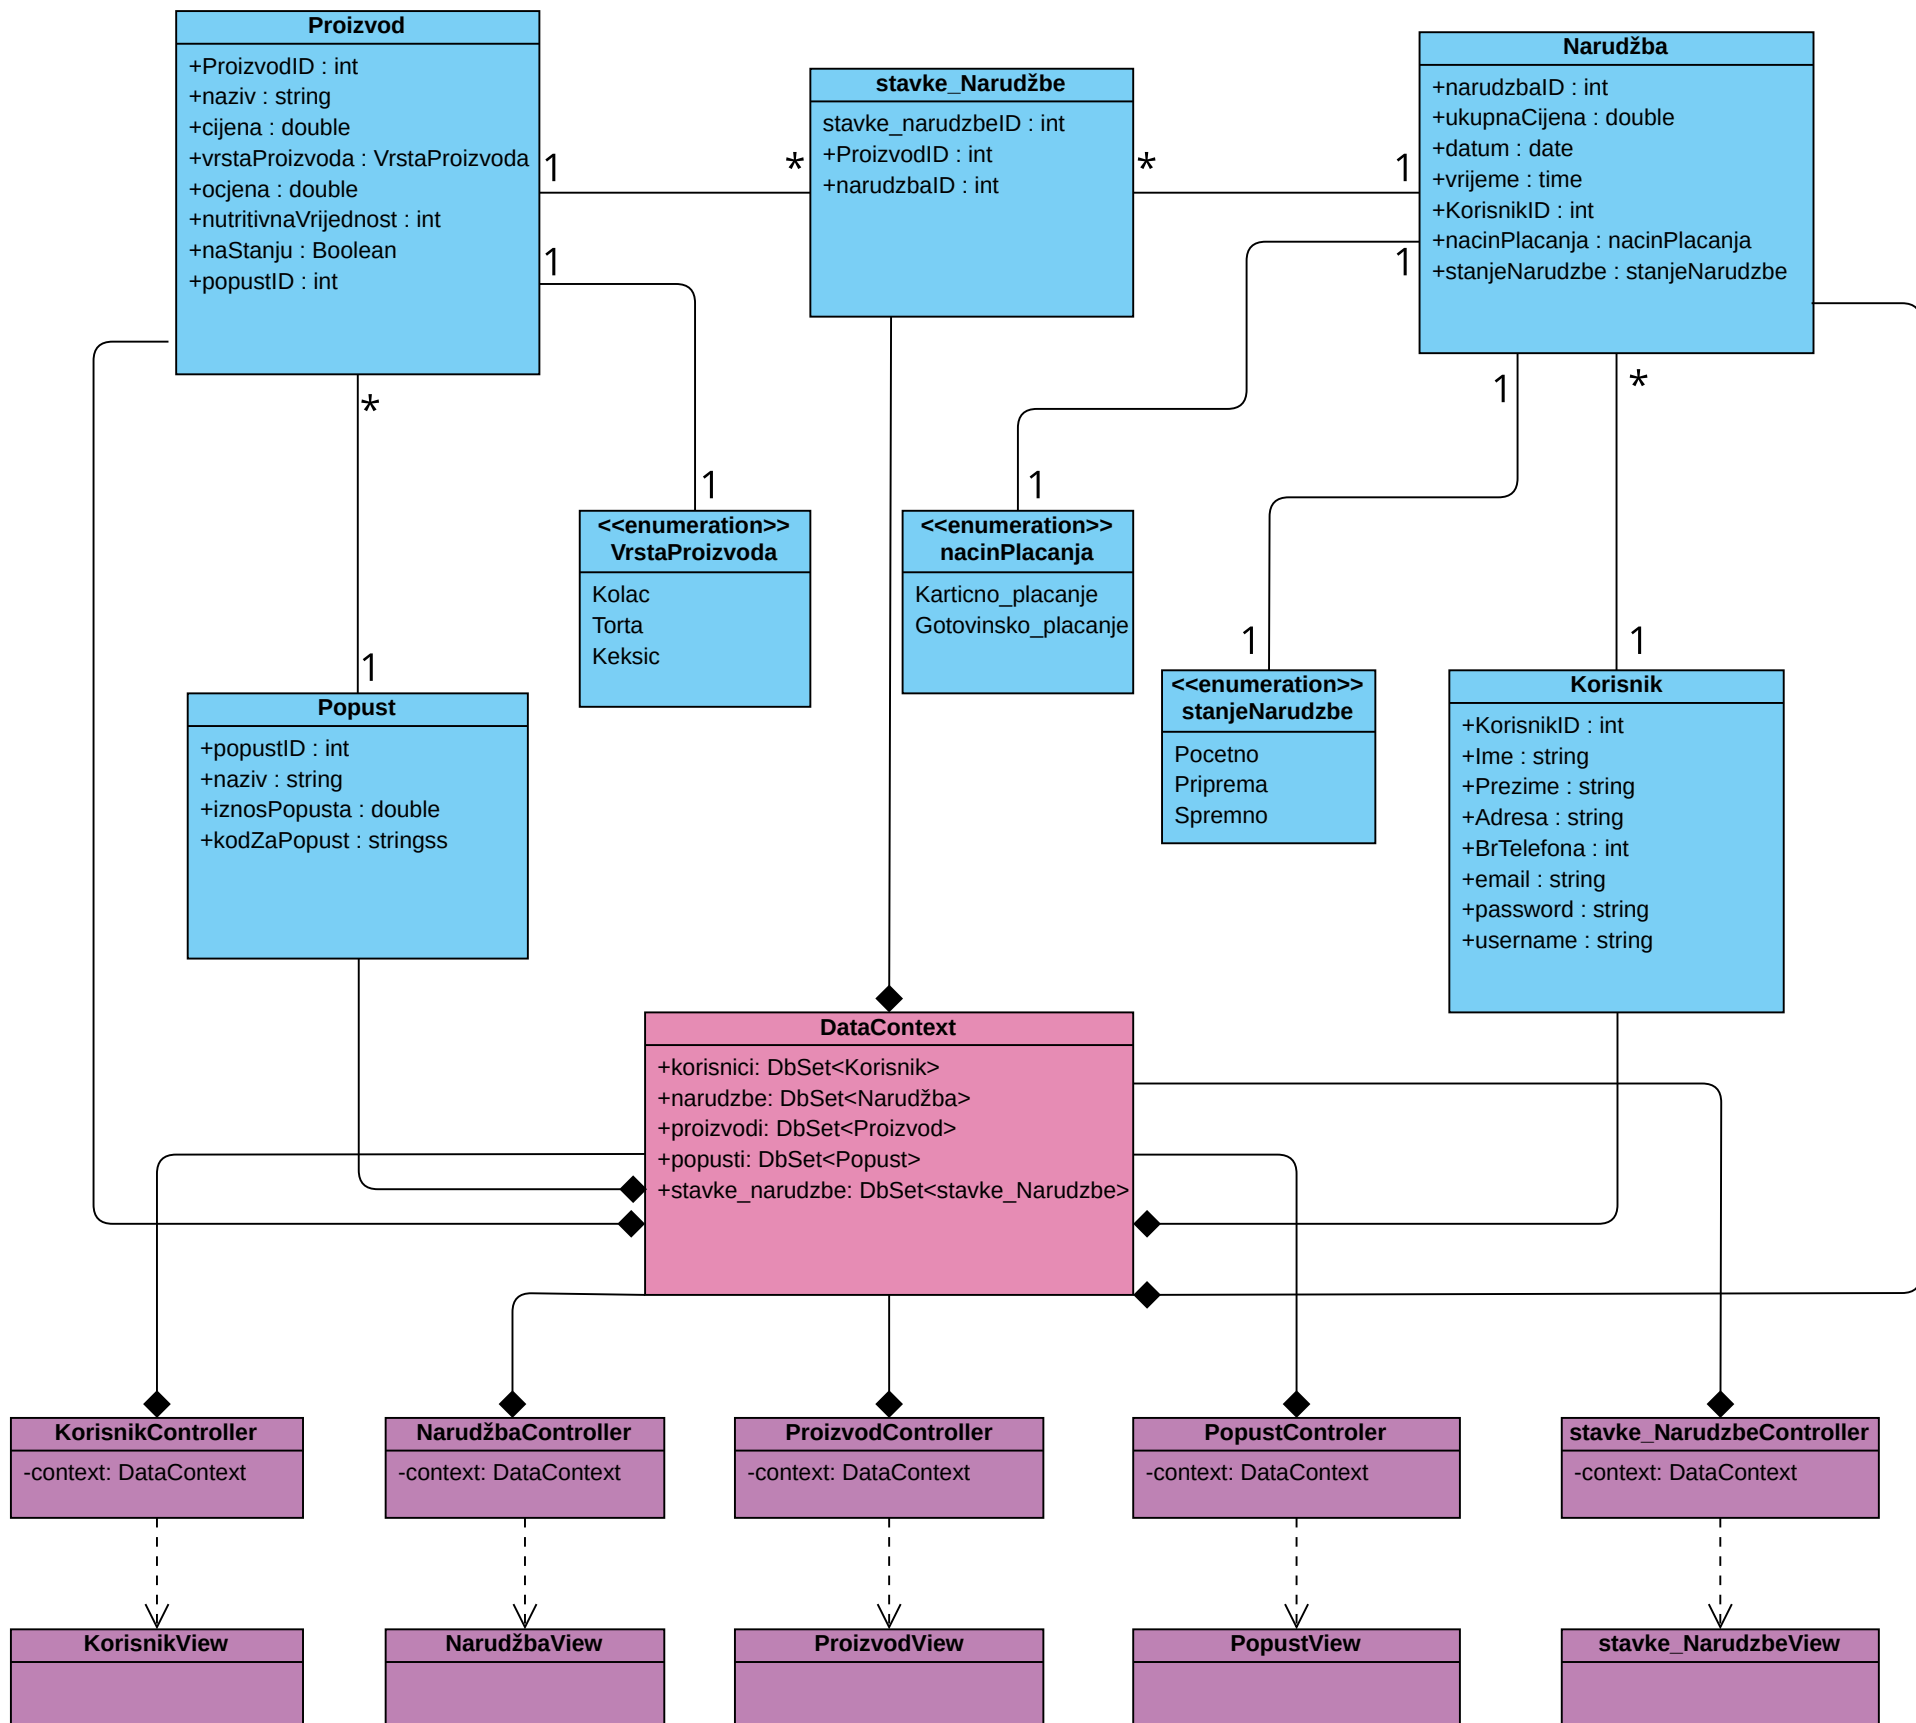 Proizvod
+ProizvodID : int
+naziv : string
+cijena : double
+vrstaProizvoda : VrstaProizvoda
+ocjena : double
+nutritivnaVrijednost : int
+naStanju : Boolean
+popustID : int
1
*
1
stavke_Narudžbe
stavke_narudzbeID : int
+ProizvodID : int
+narudzbaID : int
*
1
1
Narudžba
+narudzbaID : int
+ukupnaCijena : double
+datum : date
+vrijeme : time
+KorisnikID : int
+nacinPlacanja : nacinPlacanja
+stanjeNarudzbe : stanjeNarudzbe
*
1
*
1
1
1
1
1
<<enumeration>>
VrstaProizvoda
Kolac
Torta
Keksic
<<enumeration>>
nacinPlacanja
Karticno_placanje
Gotovinsko_placanje
<<enumeration>>
stanjeNarudzbe
Pocetno
Priprema
Spremno
Popust
+popustID : int
+naziv : string
+iznosPopusta : double
+kodZaPopust : stringss
Korisnik
+KorisnikID : int
+Ime : string
+Prezime : string
+Adresa : string
+BrTelefona : int
+email : string
+password : string
+username : string
DataContext
+korisnici: DbSet<Korisnik>
+narudzbe: DbSet<Narudžba>
+proizvodi: DbSet<Proizvod>
+popusti: DbSet<Popust>
+stavke_narudzbe: DbSet<stavke_Narudzbe>
KorisnikController
-context: DataContext
NarudžbaController
-context: DataContext
ProizvodController
-context: DataContext
PopustControler
-context: DataContext
stavke_NarudzbeController
-context: DataContext
KorisnikView
NarudžbaView
ProizvodView
PopustView
stavke_NarudzbeView